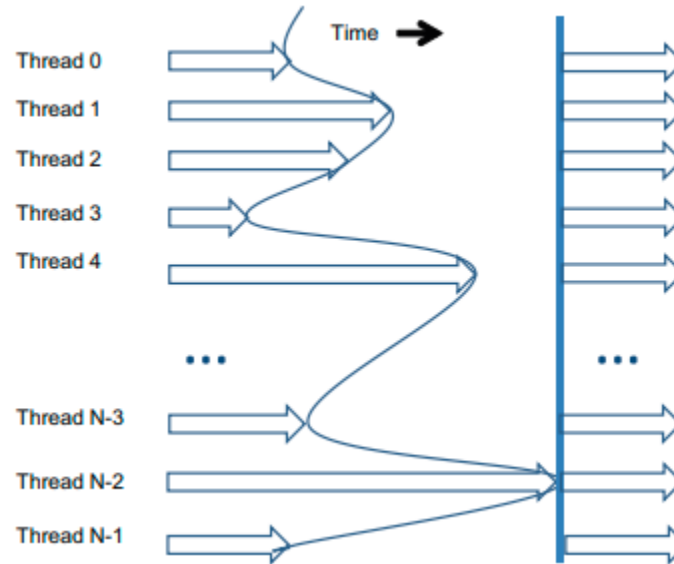 Time
Thread 0
Thread 1
Thread 2
Thread 3
Thread 4
... ...
Thread N-3
Thread N-2
Thread N-1